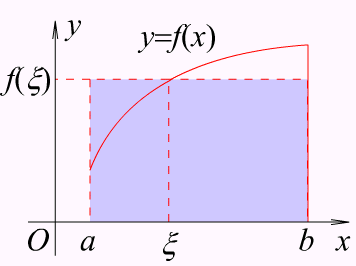 y
y=f(x)
f(ξ)
O a ξ b x